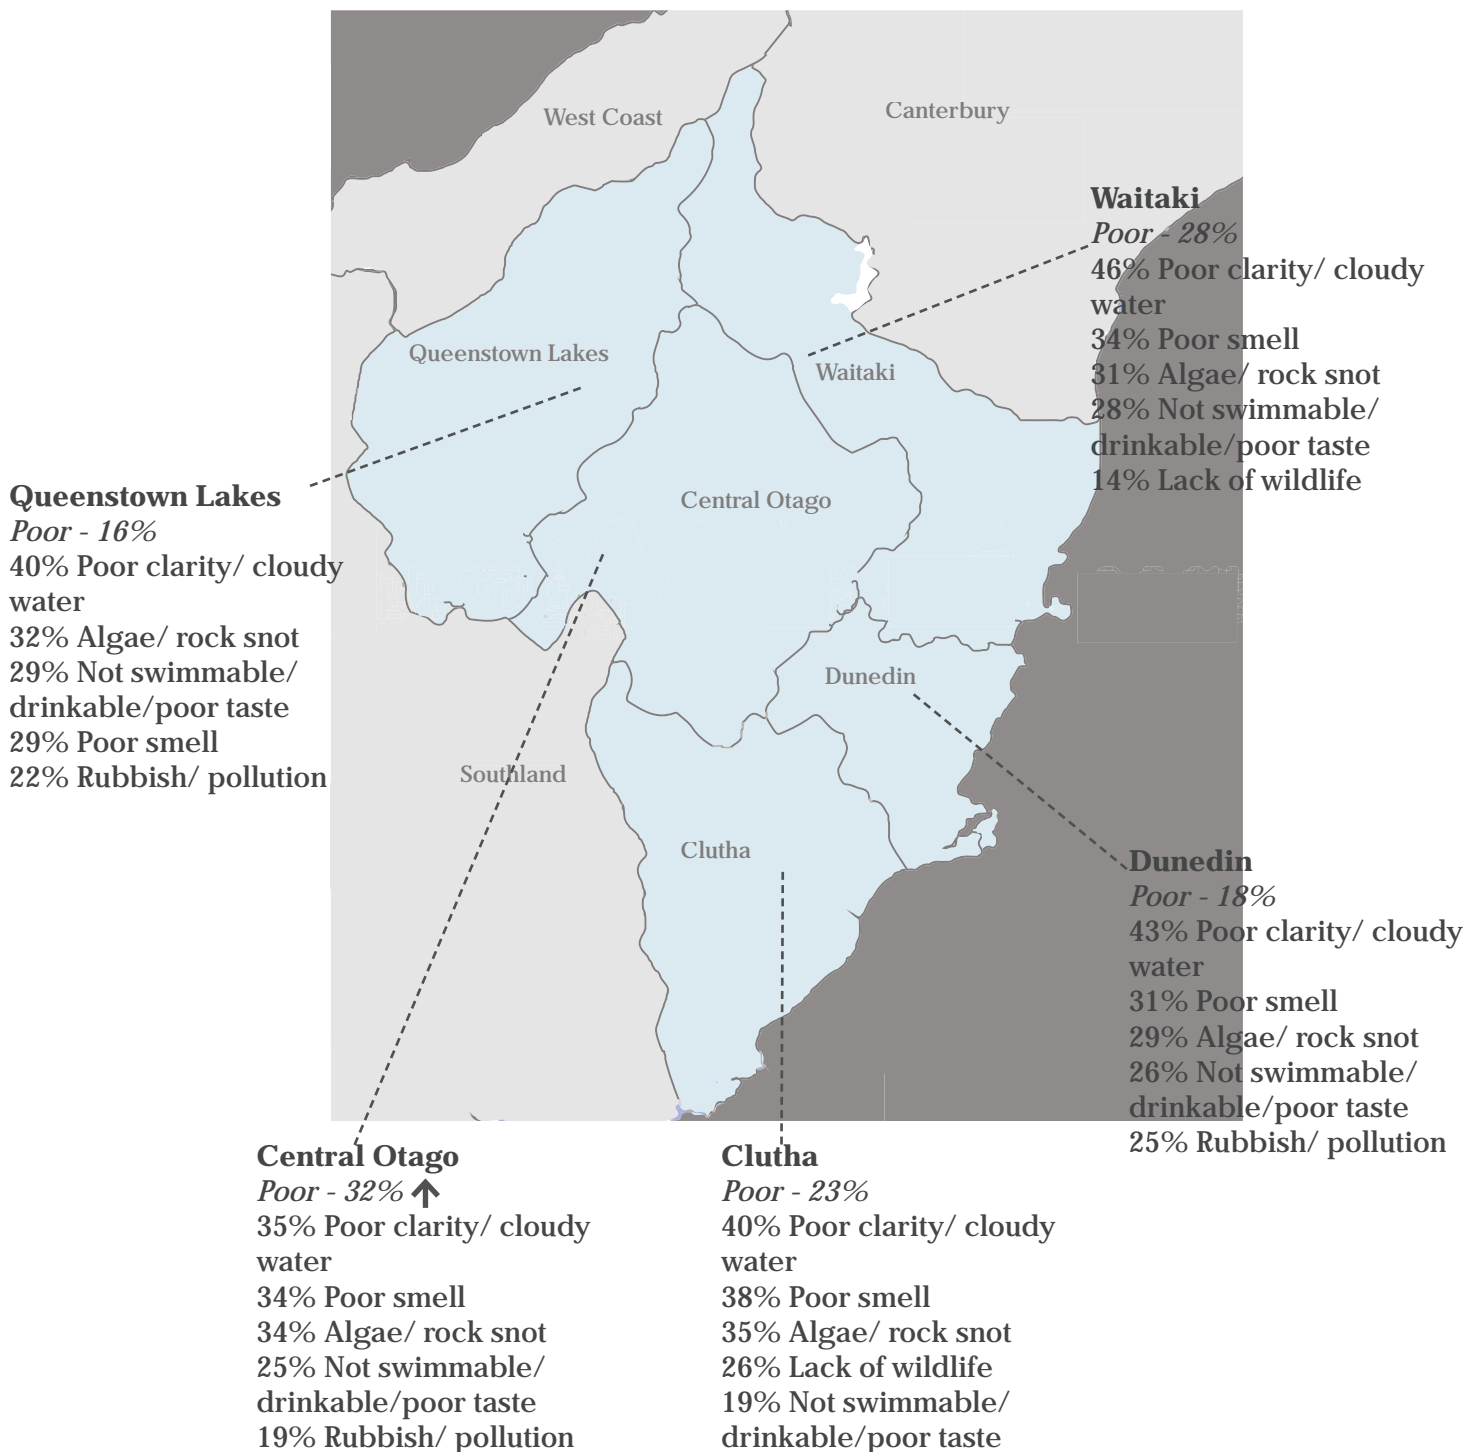 West Coast
Canterbury
Waitaki
Poor - 28%
46% Poor clarity/ cloudy
water
34% Poor smell
31% Algae/ rock snot
28% Not swimmable/
drinkable/poor taste
14% Lack of wildlife
Queenstown Lakes
Waitaki
Central Otago
Queenstown Lakes
Poor - 16%
40% Poor clarity/ cloudy
water
32% Algae/ rock snot
29% Not swimmable/
drinkable/poor taste
29% Poor smell
22% Rubbish/ pollution
Dunedin
Southland
Clutha
Dunedin
Poor - 18%
43% Poor clarity/ cloudy
water
31% Poor smell
29% Algae/ rock snot
26% Not swimmable/
drinkable/poor taste
25% Rubbish/ pollution
Central Otago
Poor - 32% ↑
35% Poor clarity/ cloudy
water
34% Poor smell
34% Algae/ rock snot
25% Not swimmable/
drinkable/poor taste
19% Rubbish/ pollution
Clutha
Poor - 23%
40% Poor clarity/ cloudy
water
38% Poor smell
35% Algae/ rock snot
26% Lack of wildlife
19% Not swimmable/
drinkable/poor taste